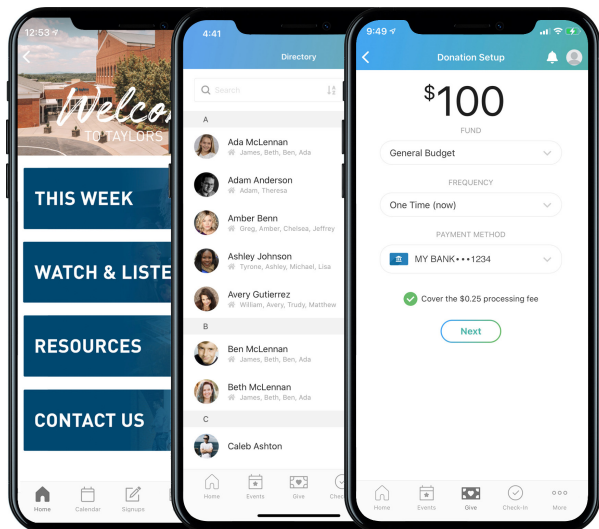 12:53
Welco
TO TAYLORS
THIS WEEK
WATCH & LISTE
RESOURCES
CONTACT US
Home
Calendar
Signups
4:41
Directory
Search
A
Ada McLennan
James, Beth, Ben, Ada
Adam Anderson
Adam, Theresa
Amber Benn
Greg, Amber, Chelsea, Jeffrey
Ashley Johnson
Tyrone, Ashley, Michael, Lisa
Avery Gutierrez
William, Avery, Trudy, Matthew
B
Ben McLennan
James, Beth, Ben, Ada
Beth McLennan
James, Beth, Ben, Ada
C
Caleb Ashton
Home
Events
Give
Chec
9:49
Donation Setup
$100
FUND
General Budget
FREQUENCY
One Time (now)
PAYMENT METHOD
MY BANK•••1234
Cover the $0.25 processing fee
Next
Home
Events
Give
Check-In
More